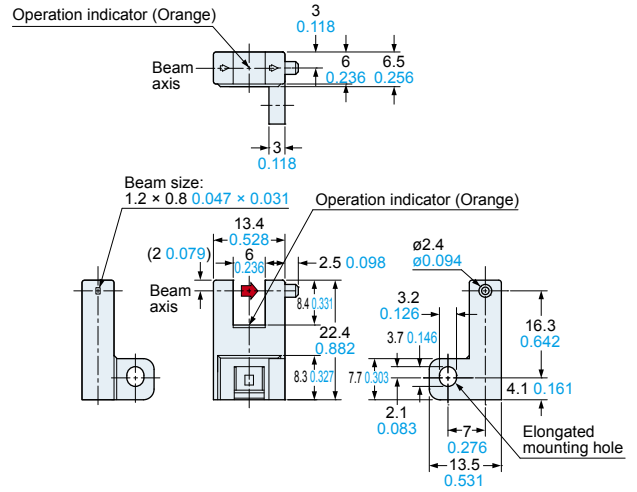 Operation indicator (Orange)
3
0.118
Beam
axis
6
0.236
6.5
0.256
3
0.118
Beam size:
1.2 × 0.8 0.047 × 0.031
Operation indicator (Orange)
13.4
0.528
(2 0.079)
6
0.236
2.5 0.098
Beam
axis
8.4 0.331
22.4
0.882
8.3 0.327
ø2.4
ø0.094
3.2
0.126
3.7 0.146
16.3
0.642
7.7 0.303
4.1 0.161
2.1
0.083
7
0.276
Elongated
mounting hole
13.5
0.531